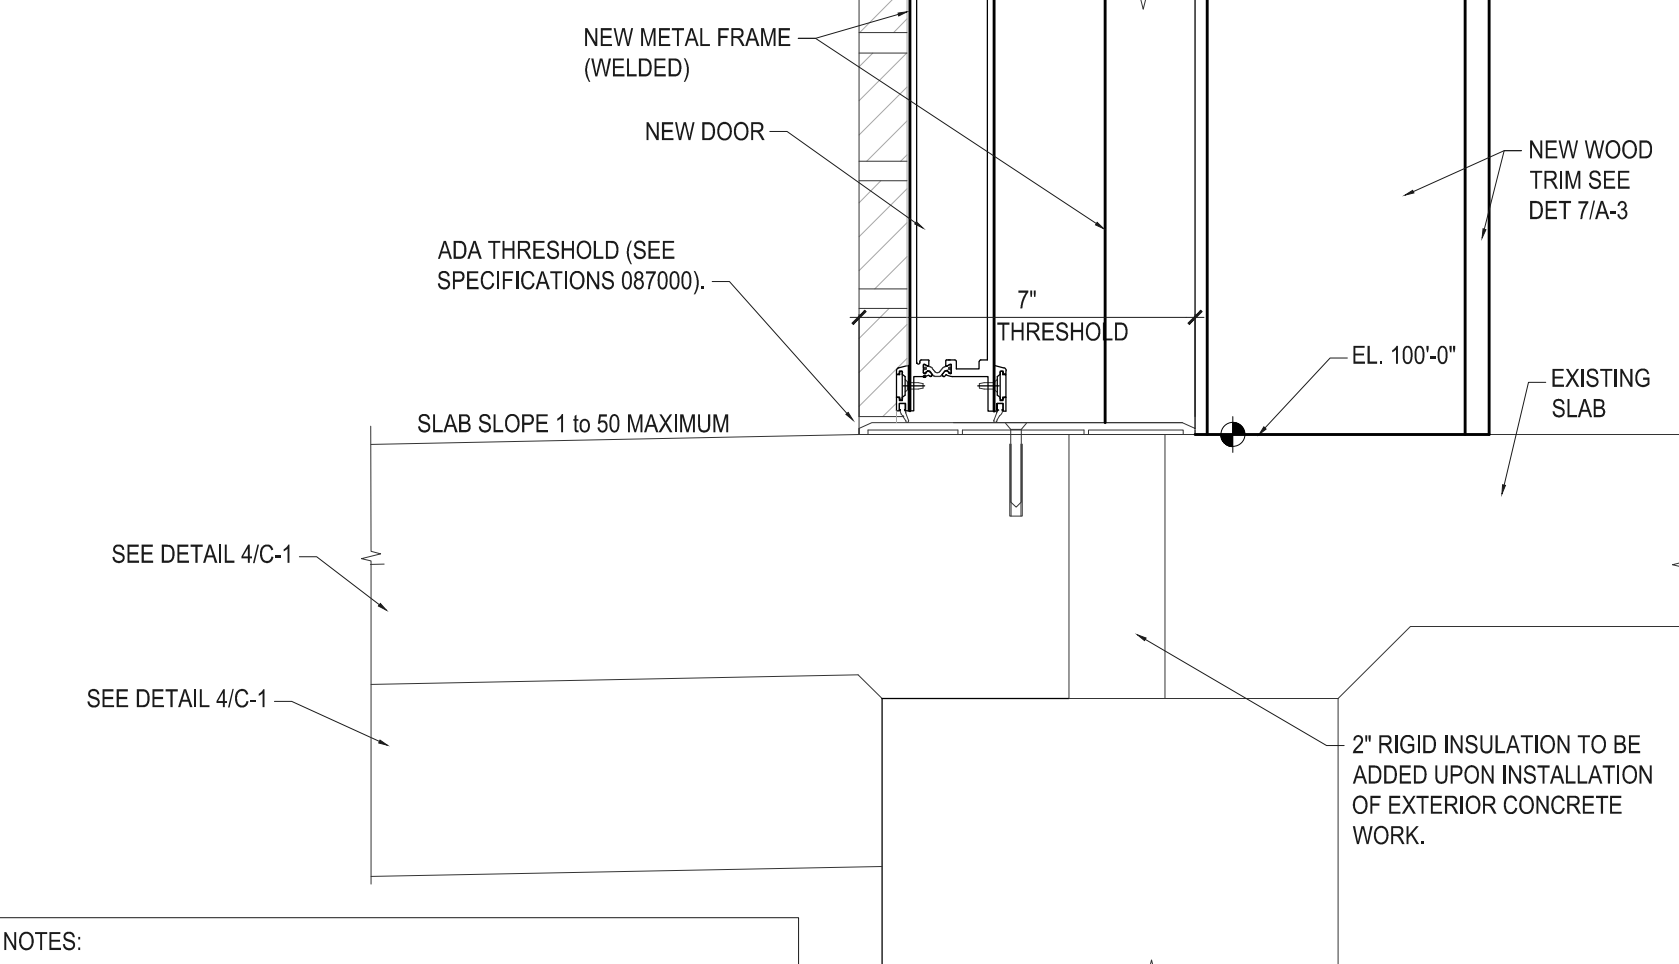 NEW METAL FRAME
(WELDED)
NEW DOOR
NEW WOOD
TRIM SEE
DET 7/A-3
ADA THRESHOLD (SEE
SPECIFICATIONS 087000).
7"
THRESHOLD
EL. 100'-0"
EXISTING
SLAB
SLAB SLOPE 1 to 50 MAXIMUM
SEE DETAIL 4/C-1
SEE DETAIL 4/C-1
2" RIGID INSULATION TO BE
ADDED UPON INSTALLATION
OF EXTERIOR CONCRETE
WORK.
NOTES: